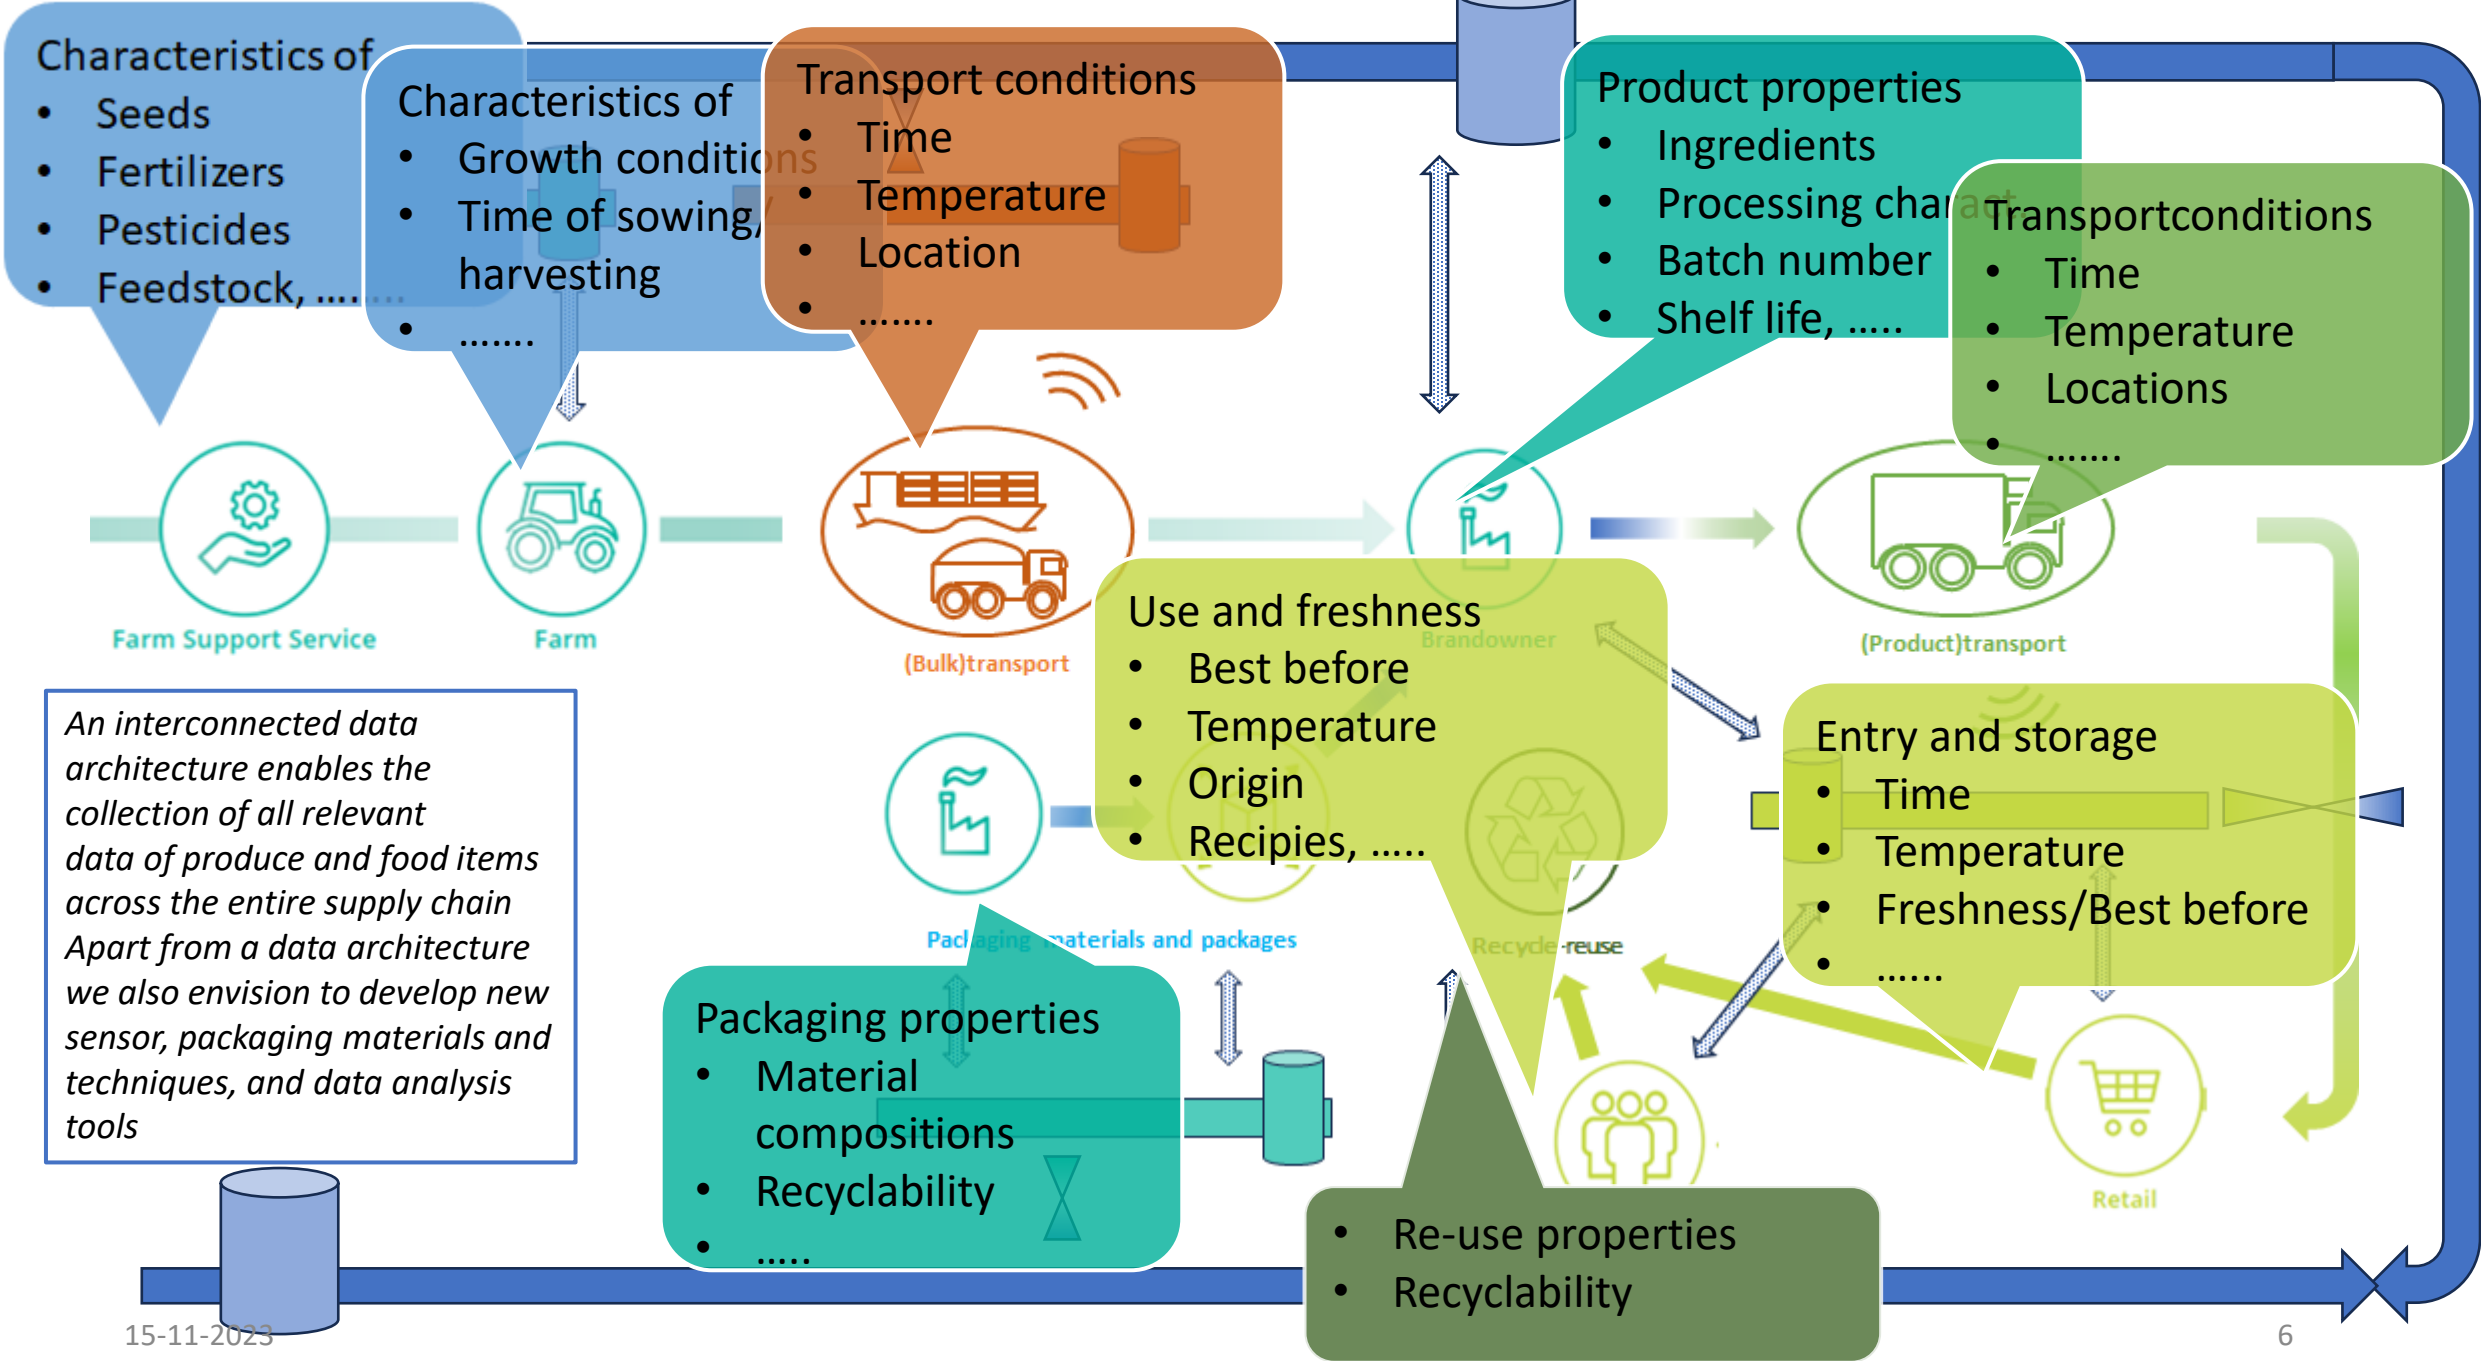 Characteristics of
• Seeds
• Fertilizers
• Pesticides
• Feedstock, ........
Characteristics of
• Growth conditions
• Time of sowing/
harvesting
• .......
Transport conditions
• Time
• Temperature
• Location
• .......
Product properties
• Ingredients
• Processing charact.
• Batch number
• Shelf life, .....
Transportconditions
• Time
• Temperature
• Locations
• .......
Farm Support Service
Farm
(Bulk)transport
Brandowner
(Product)transport
Use and freshness
• Best before
• Temperature
• Origin
• Recipies, .....
Entry and storage
• Time
• Temperature
• Freshness/Best before
• ......
An interconnected data
architecture enables the
collection of all relevant
data of produce and food items
across the entire supply chain
Apart from a data architecture
we also envision to develop new
sensor, packaging materials and
techniques, and data analysis
tools
Packaging materials and packages
Recycle-reuse
Packaging properties
• Material
compositions
• Recyclability
• .....
Retail
• Re-use properties
• Recyclability
15-11-2023
6